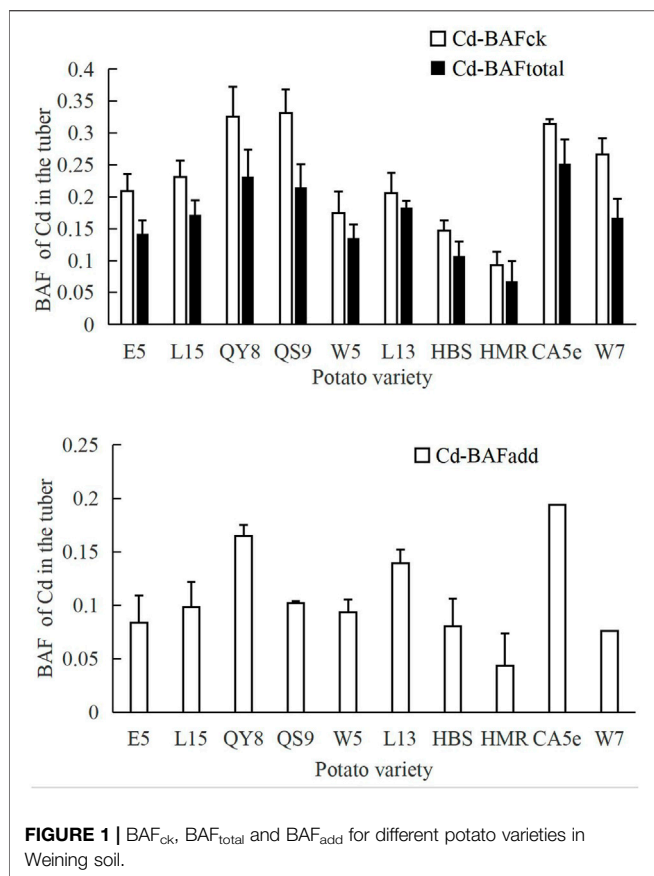 Cd-BAFck
Cd-BAFtotal
0.4
0.35
0.3
0.25
0.2
0.15
0.1
0.05
0
BAF of Cd in the tuber
E5 L15 QY8 QS9 W5 L13 HBS HMR CA5e W7
Potato variety
Cd-BAFadd
0.25
0.2
0.15
0.1
0.05
0
BAF of Cd in the tuber
E5 L15 QY8 QS9 W5 L13 HBS HMR CA5e W7
Potato variety
FIGURE 1 | BAFck, BAFtotal and BAFadd for different potato varieties in
Weining soil.